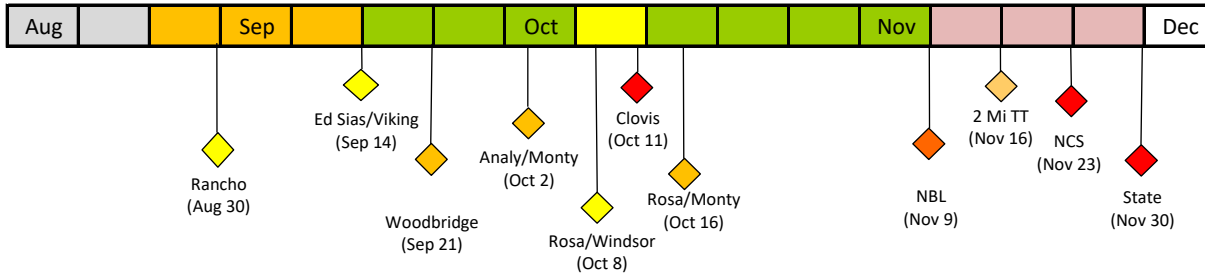 Aug
Sep
Oct
Nov
Dec
Rancho
(Aug 30)
Ed Sias/Viking
(Sep 14)
Woodbridge
(Sep 21)
Analy/Monty
(Oct 2)
Rosa/Windsor
(Oct 8)
Clovis
(Oct 11)
Rosa/Monty
(Oct 16)
NBL
(Nov 9)
2 Mi TT
(Nov 16)
NCS
(Nov 23)
State
(Nov 30)